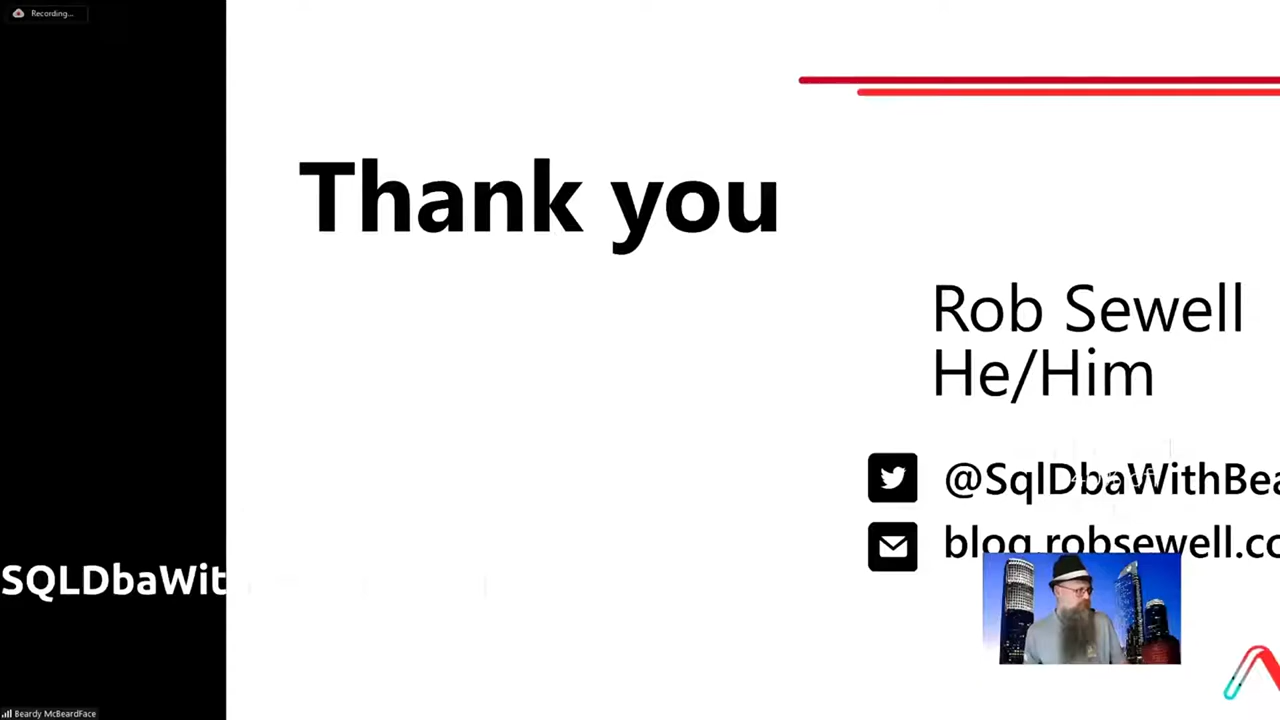 Recording...
Thank you
Rob Sewell
He/Him
@SqlDbaWithBea
blog.robsewell.co
SQLDbaWit
Beardy McBeardFace